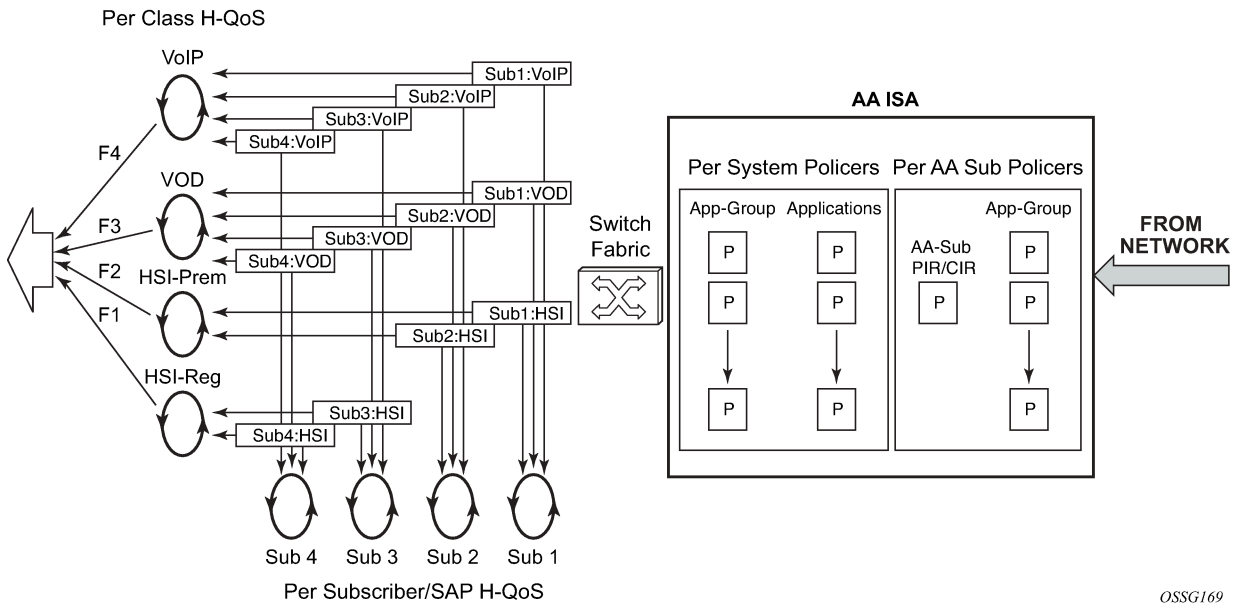 Per Class H-QoS
VoIP
Sub1:VoIP
Sub2:VoIP
Sub3:VoIP
Sub4:VoIP
F4
VOD
Sub1:VOD
Sub2:VOD
Sub3:VOD
Sub4:VOD
F3
F2
HSI-Prem
Sub1:HSI
Sub2:HSI
F1
HSI-Reg
Sub3:HSI
Sub4:HSI
Sub 4
Sub 3
Sub 2
Sub 1
Per Subscriber/SAP H-QoS
Switch
Fabric
AA ISA
Per System Policers
App-Group
Applications
P
P
P
P
P
P
Per AA Sub Policers
App-Group
AA-Sub
PIR/CIR
P
P
P
P
FROM
NETWORK
OSSG169